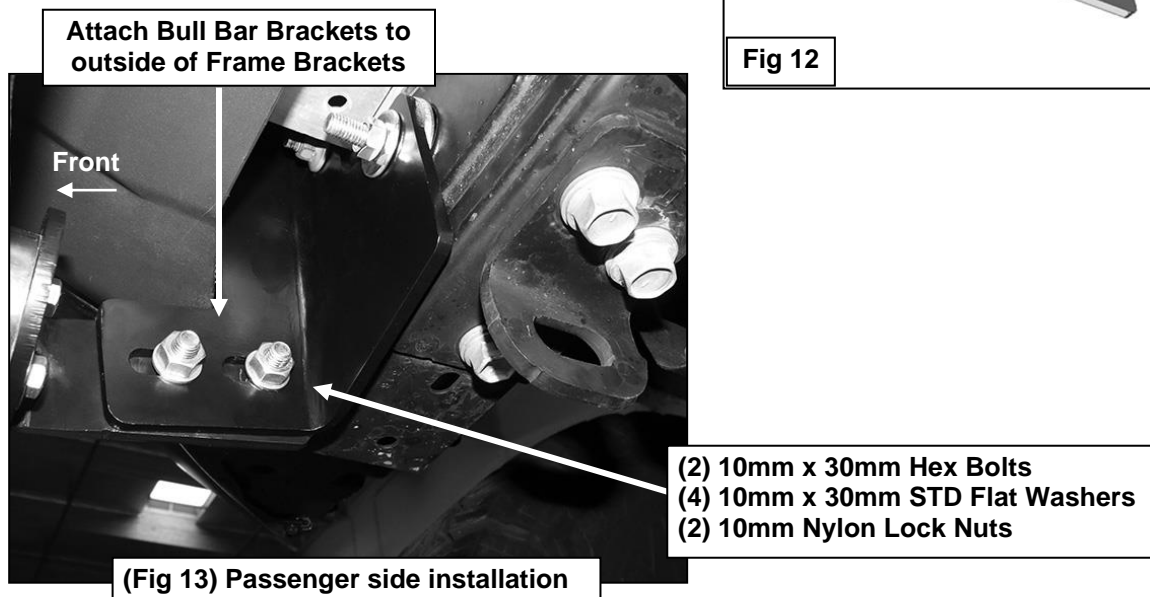 Attach Bull Bar Brackets to
outside of Frame Brackets
Fig 12
Front
(2) 10mm x 30mm Hex Bolts
(4) 10mm x 30mm STD Flat Washers
(2) 10mm Nylon Lock Nuts
(Fig 13) Passenger side installation